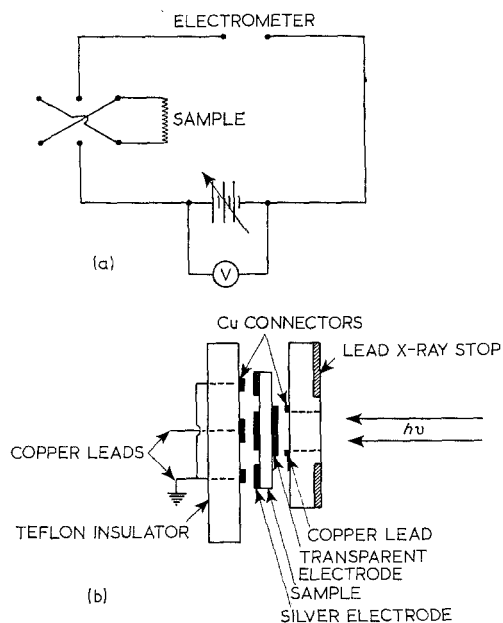 ELECTROMETER
SAMPLE
(a)
V
Cu CONNECTORS
LEAD X-RAY STOP
hυ
COPPER LEADS
TEFLON INSULATOR
COPPER LEAD
TRANSPARENT
ELECTRODE
SAMPLE
SILVER ELECTRODE
(b)